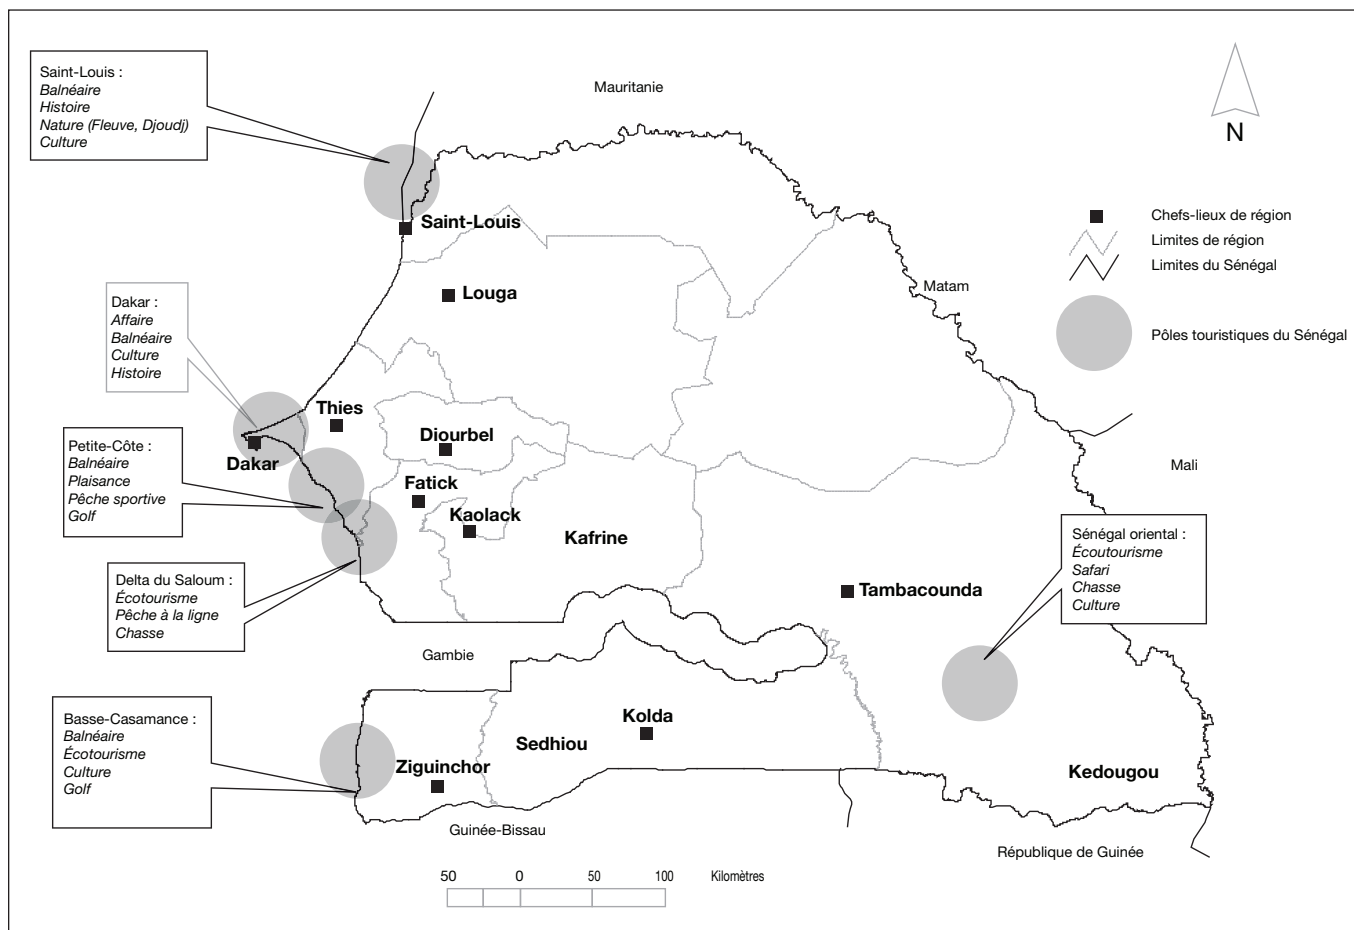 Saint-Louis :
Balnéaire
Histoire
Nature (Fleuve, Djoudj)
Culture
Mauritanie
N
Chefs-lieux de région
Limites de région
Limites du Sénégal
Pôles touristiques du Sénégal
Saint-Louis
Louga
Matam
Dakar :
Affaire
Balnéaire
Culture
Histoire
Thies
Diourbel
Dakar
Petite-Côte :
Balnéaire
Plaisance
Pêche sportive
Golf
Fatick
Kaolack
Kafrine
Mali
Sénégal oriental :
Écoutourisme
Safari
Chasse
Culture
Delta du Saloum :
Écotourisme
Pêche à la ligne
Chasse
Tambacounda
Gambie
Basse-Casamance :
Balnéaire
Écotourisme
Culture
Golf
Ziguinchor
Sedhiou
Kolda
Kedougou
Guinée-Bissau
République de Guinée
50 0 50 100 Kilomètres